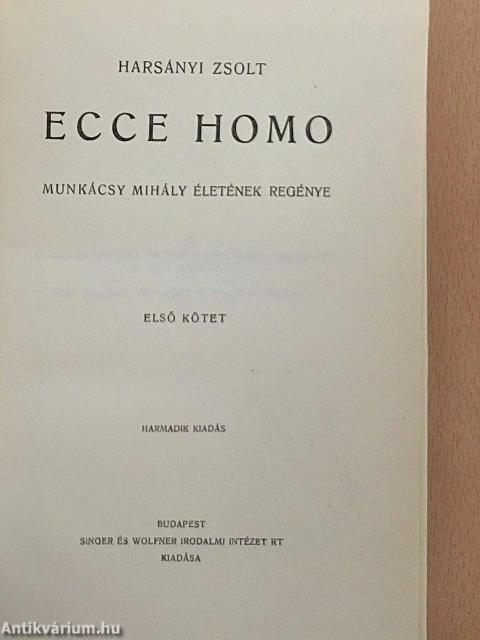 HARSÁNYI ZSOLT
ECCE HOMO
MUNKÁCSY MIHÁLY ÉLETÉNEK REGÉNYE
ELSŐ KÖTET
HARMADIK KIADÁS
BUDAPEST
SINGER ÉS WOLFNER IRODALMI INTÉZET RT
KIADÁSA
Antikvárium.hu